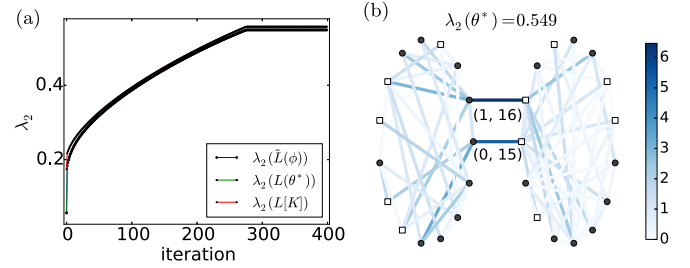 (a)
λ₂
0.4
0.2
0
100
200
300
400
iteration
λ₂(L̃(ϕ))
λ₂(L(θ*))
λ₂(L[K])
(b)
λ₂(θ*)=0.549
(1, 16)
(0, 15)
6
5
4
3
2
1
0